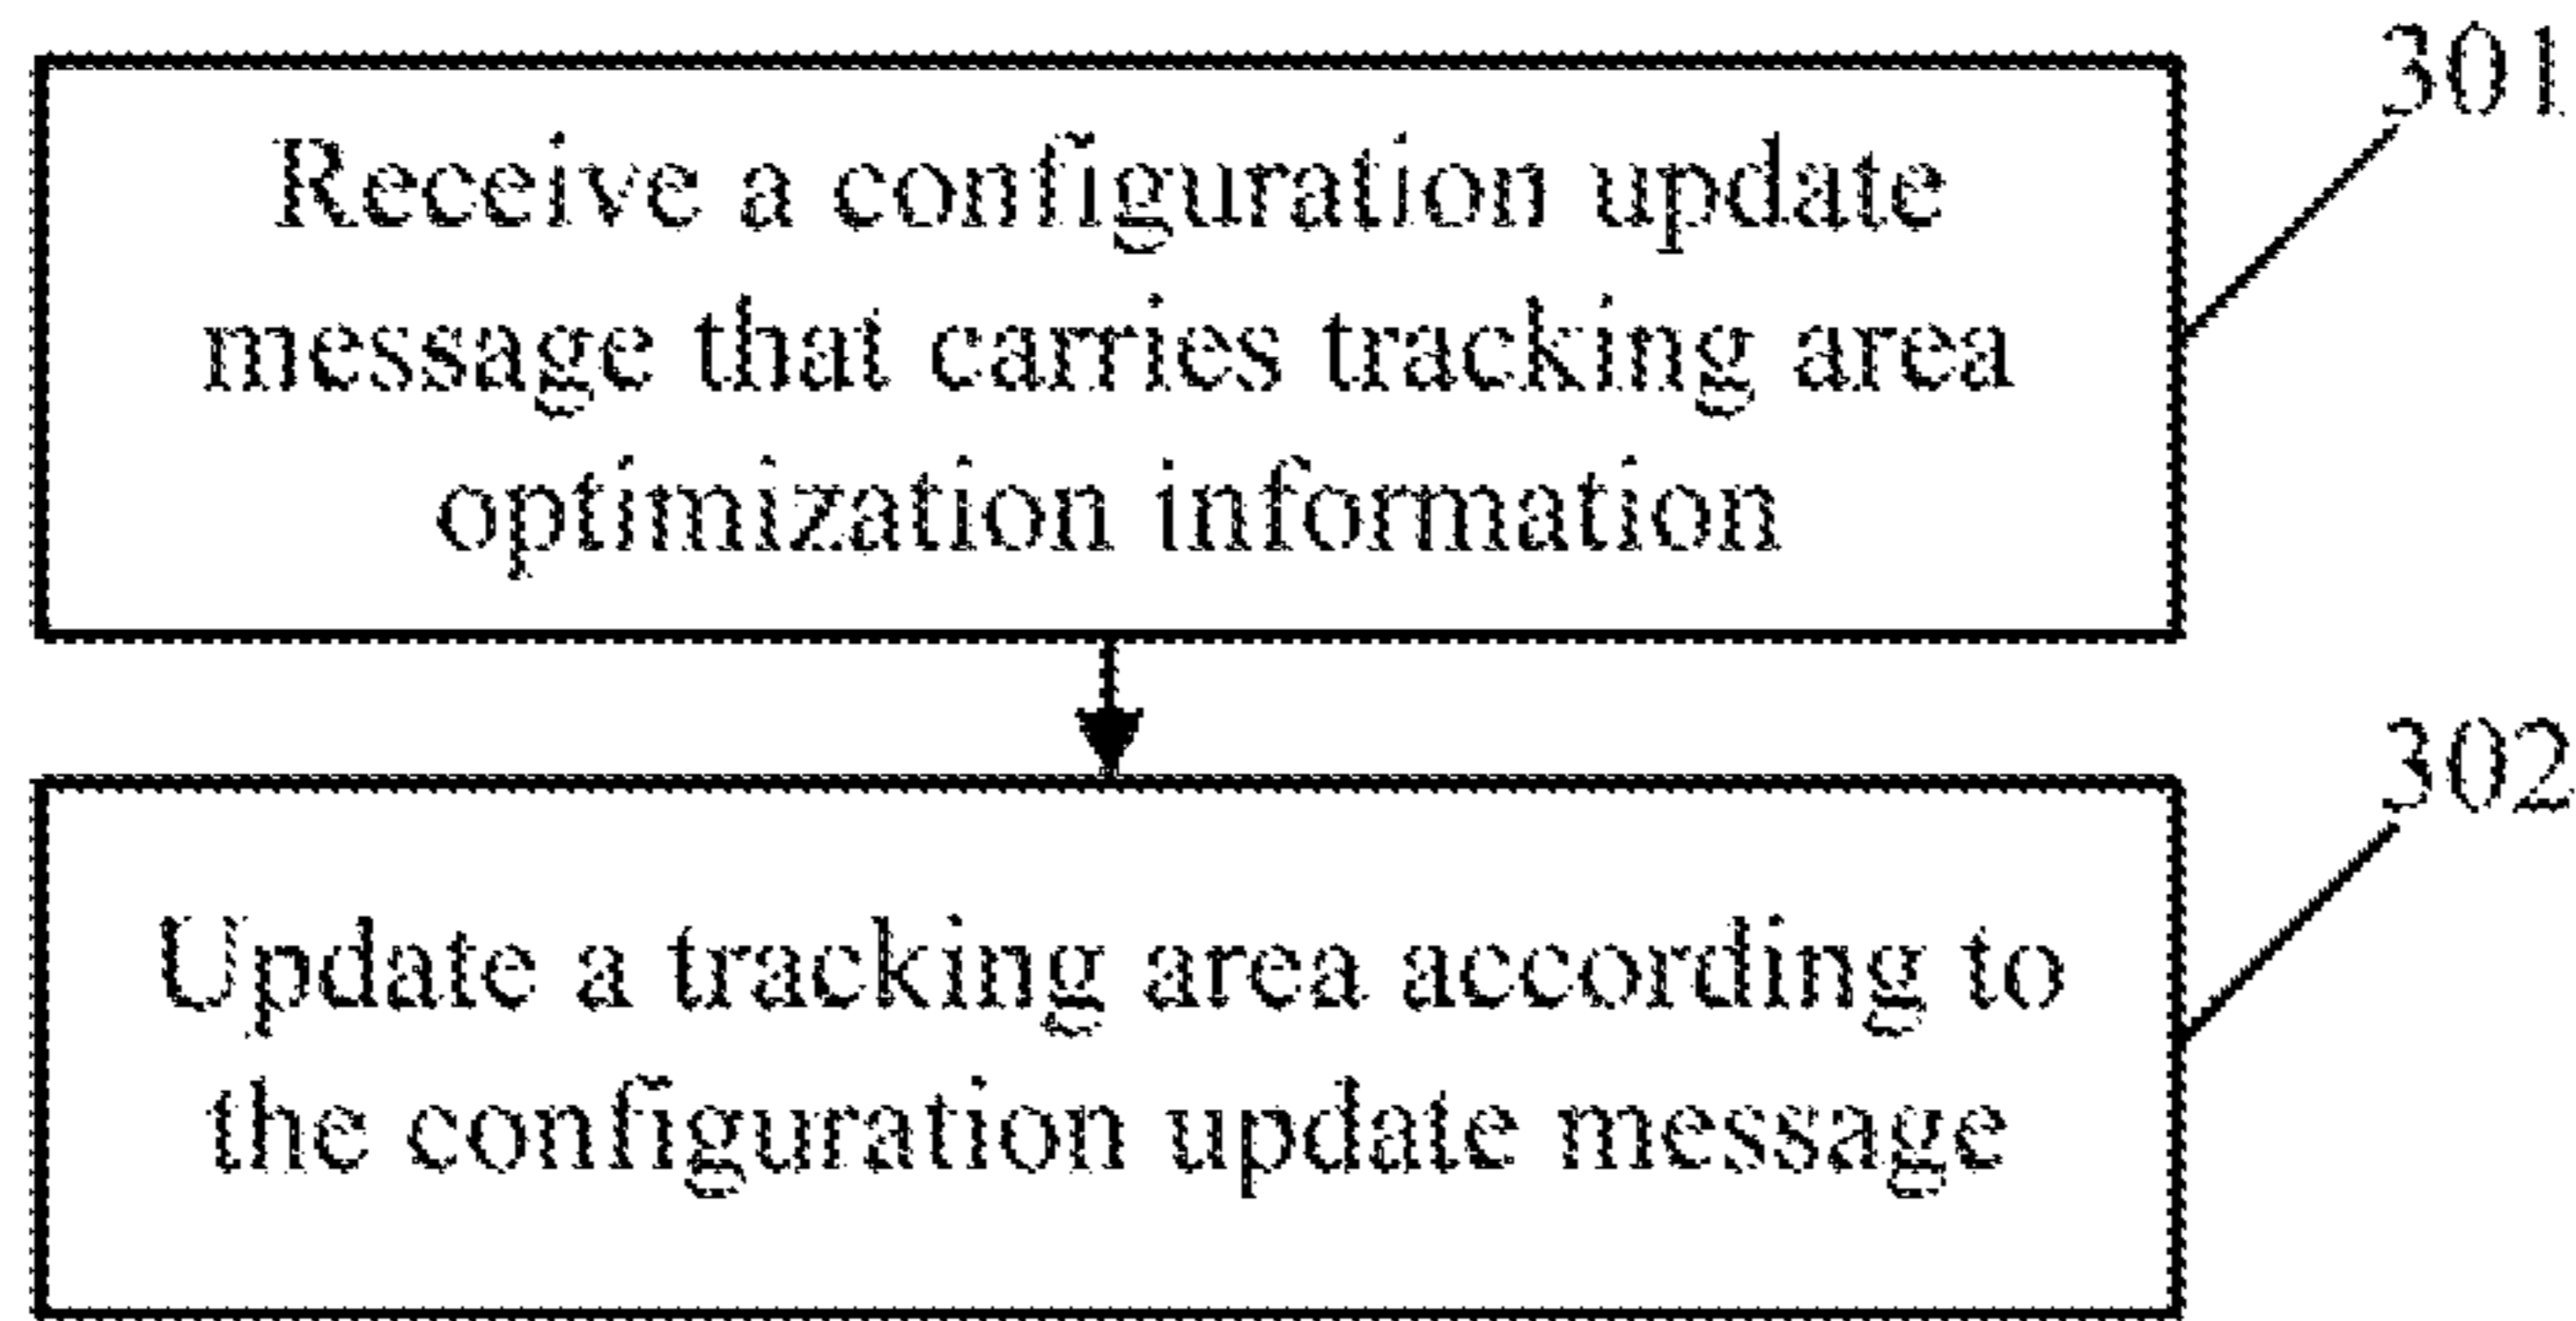 301
Receive a configuration update
message that carries tracking area
optimization information
302
Update a tracking area according to
the configuration update message